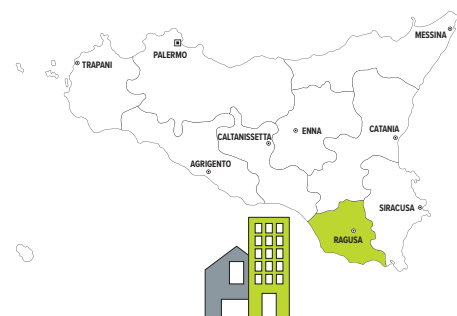 MESSINA
PALERMO
TRAPANI
CATANIA
ENNA
CALTANISSETTA
AGRIGENTO
SIRACUSA
RAGUSA